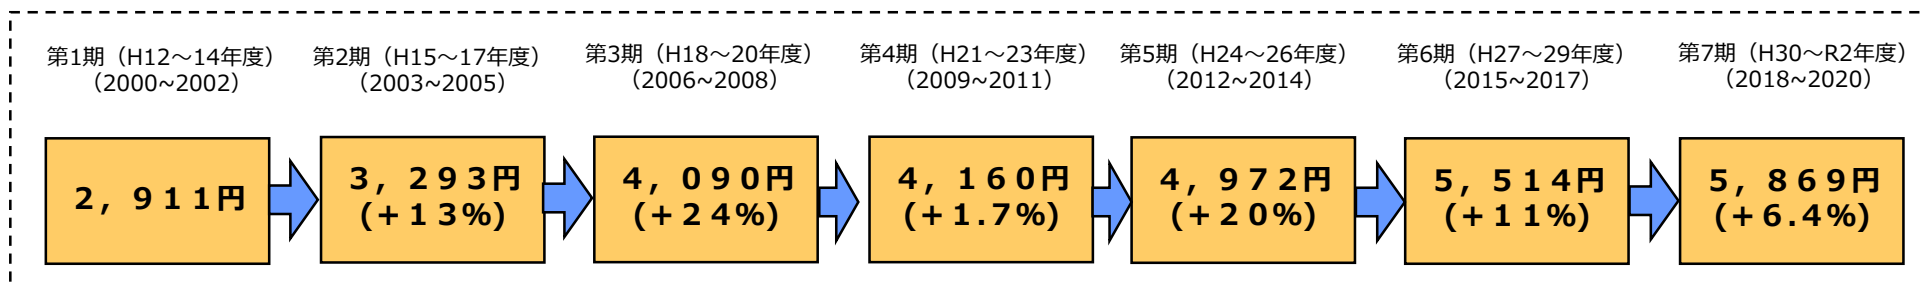 第1期（H12～14年度）
（2000~2002）
第2期（H15～17年度）
（2003~2005）
第3期（H18～20年度）
（2006~2008）
第4期（H21～23年度）
（2009~2011）
第5期（H24～26年度）
（2012~2014）
第6期（H27～29年度）
（2015~2017）
第7期（H30～R2年度）
（2018~2020）
２，９１１円
３，２９３円
(＋１３%)
４，０９０円
(＋２４%)
４，１６０円
(＋1.7%)
４，９７２円
(＋２０%)
５，５１４円
(＋１１%)
５，８６９円
(＋６.４%)